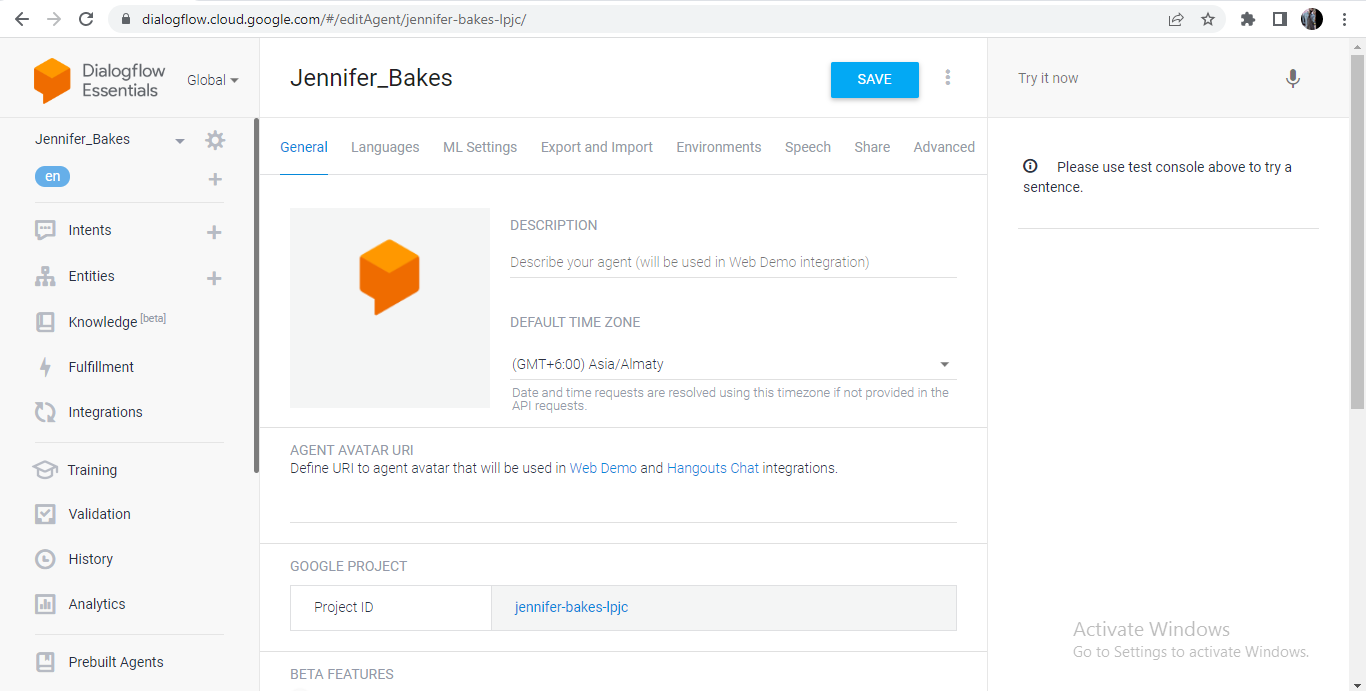 dialogflow.cloud.google.com/#/editAgent/jennifer-bakes-lpjc/
Dialogflow
Essentials
Global
Jennifer_Bakes
en
Intents
Entities
Knowledge [beta]
Fulfillment
Integrations
Training
Validation
History
Analytics
Prebuilt Agents
Jennifer_Bakes
SAVE
General Languages ML Settings Export and Import Environments Speech Share Advanced
DESCRIPTION
Describe your agent (will be used in Web Demo integration)
DEFAULT TIME ZONE
(GMT+6:00) Asia/Almaty
Date and time requests are resolved using this timezone if not provided in the
API requests.
AGENT AVATAR URI
Define URI to agent avatar that will be used in Web Demo and Hangouts Chat integrations.
GOOGLE PROJECT
Project ID
jennifer-bakes-lpjc
BETA FEATURES
Try it now
Please use test console above to try a
sentence.
Activate Windows
Go to Settings to activate Windows.